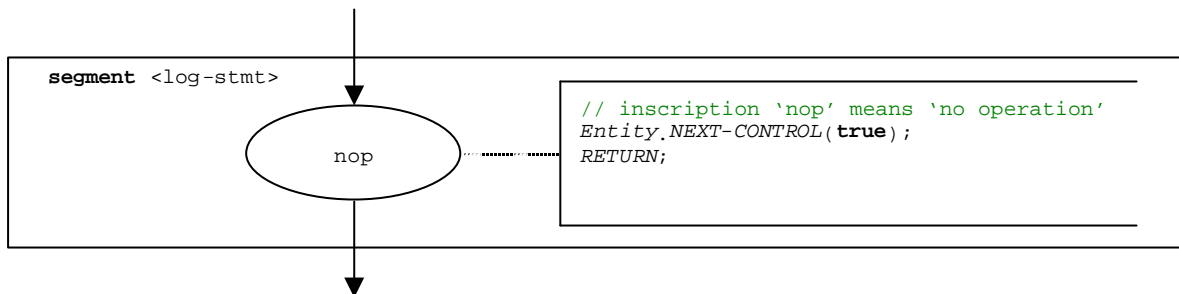 segment <log-stmt>
nop
// inscription ‘nop’ means ‘no operation’
Entity.NEXT-CONTROL(true);
RETURN;